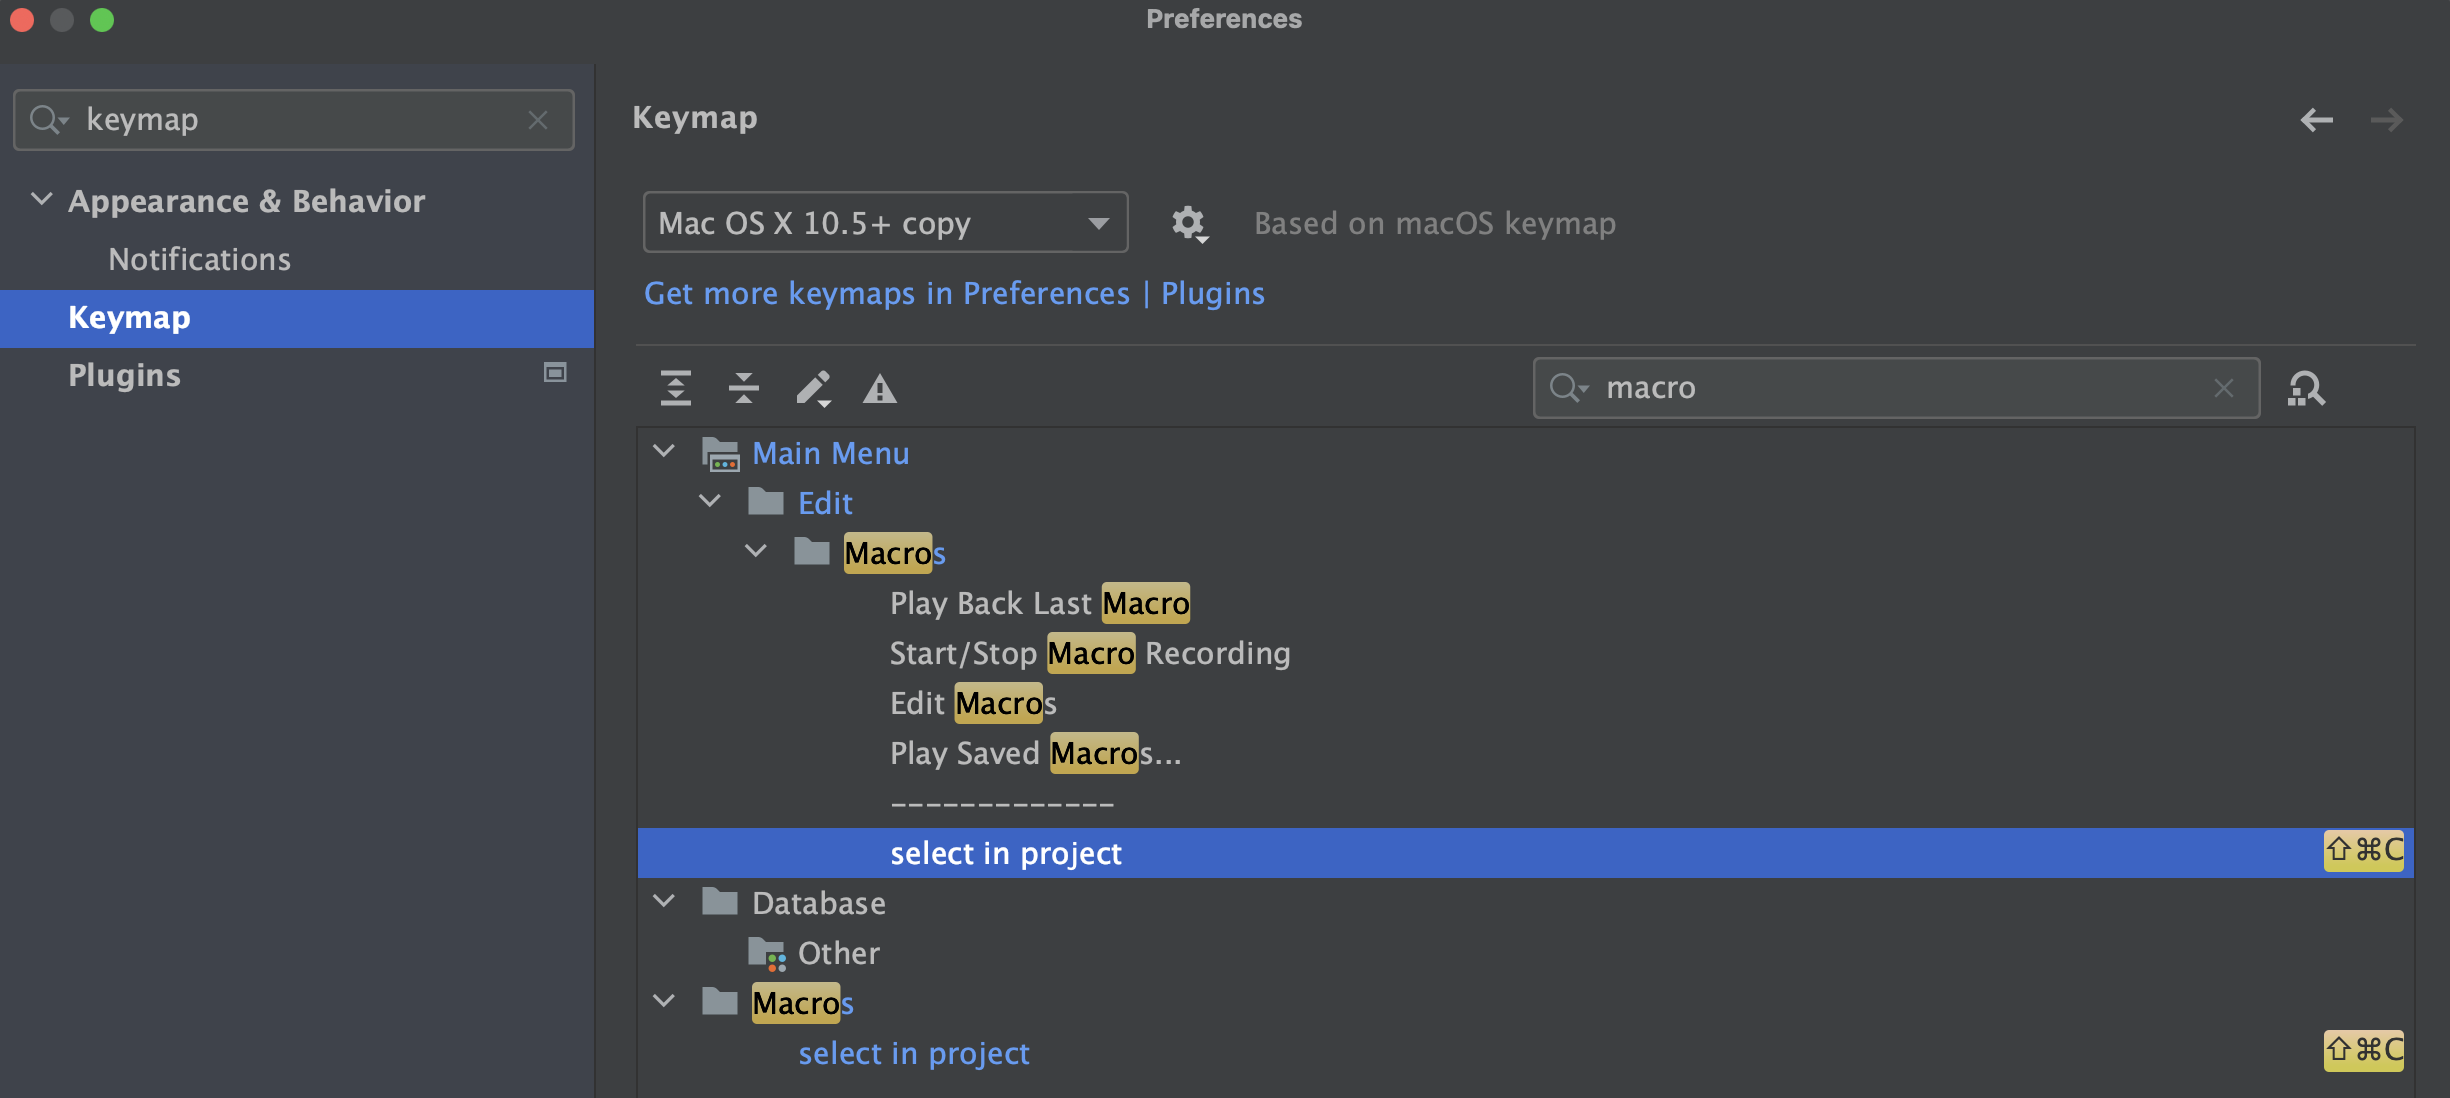 Preferences
keymap
Appearance & Behavior
Notifications
Keymap
Plugins
Keymap
Mac OS X 10.5+ copy
Based on macOS keymap
Get more keymaps in Preferences | Plugins
macro
Main Menu
Edit
Macros
Play Back Last Macro
Start/Stop Macro Recording
Edit Macros
Play Saved Macros...
-------------
select in project ⇧⌘C
Database
Other
Macros
select in project ⇧⌘C